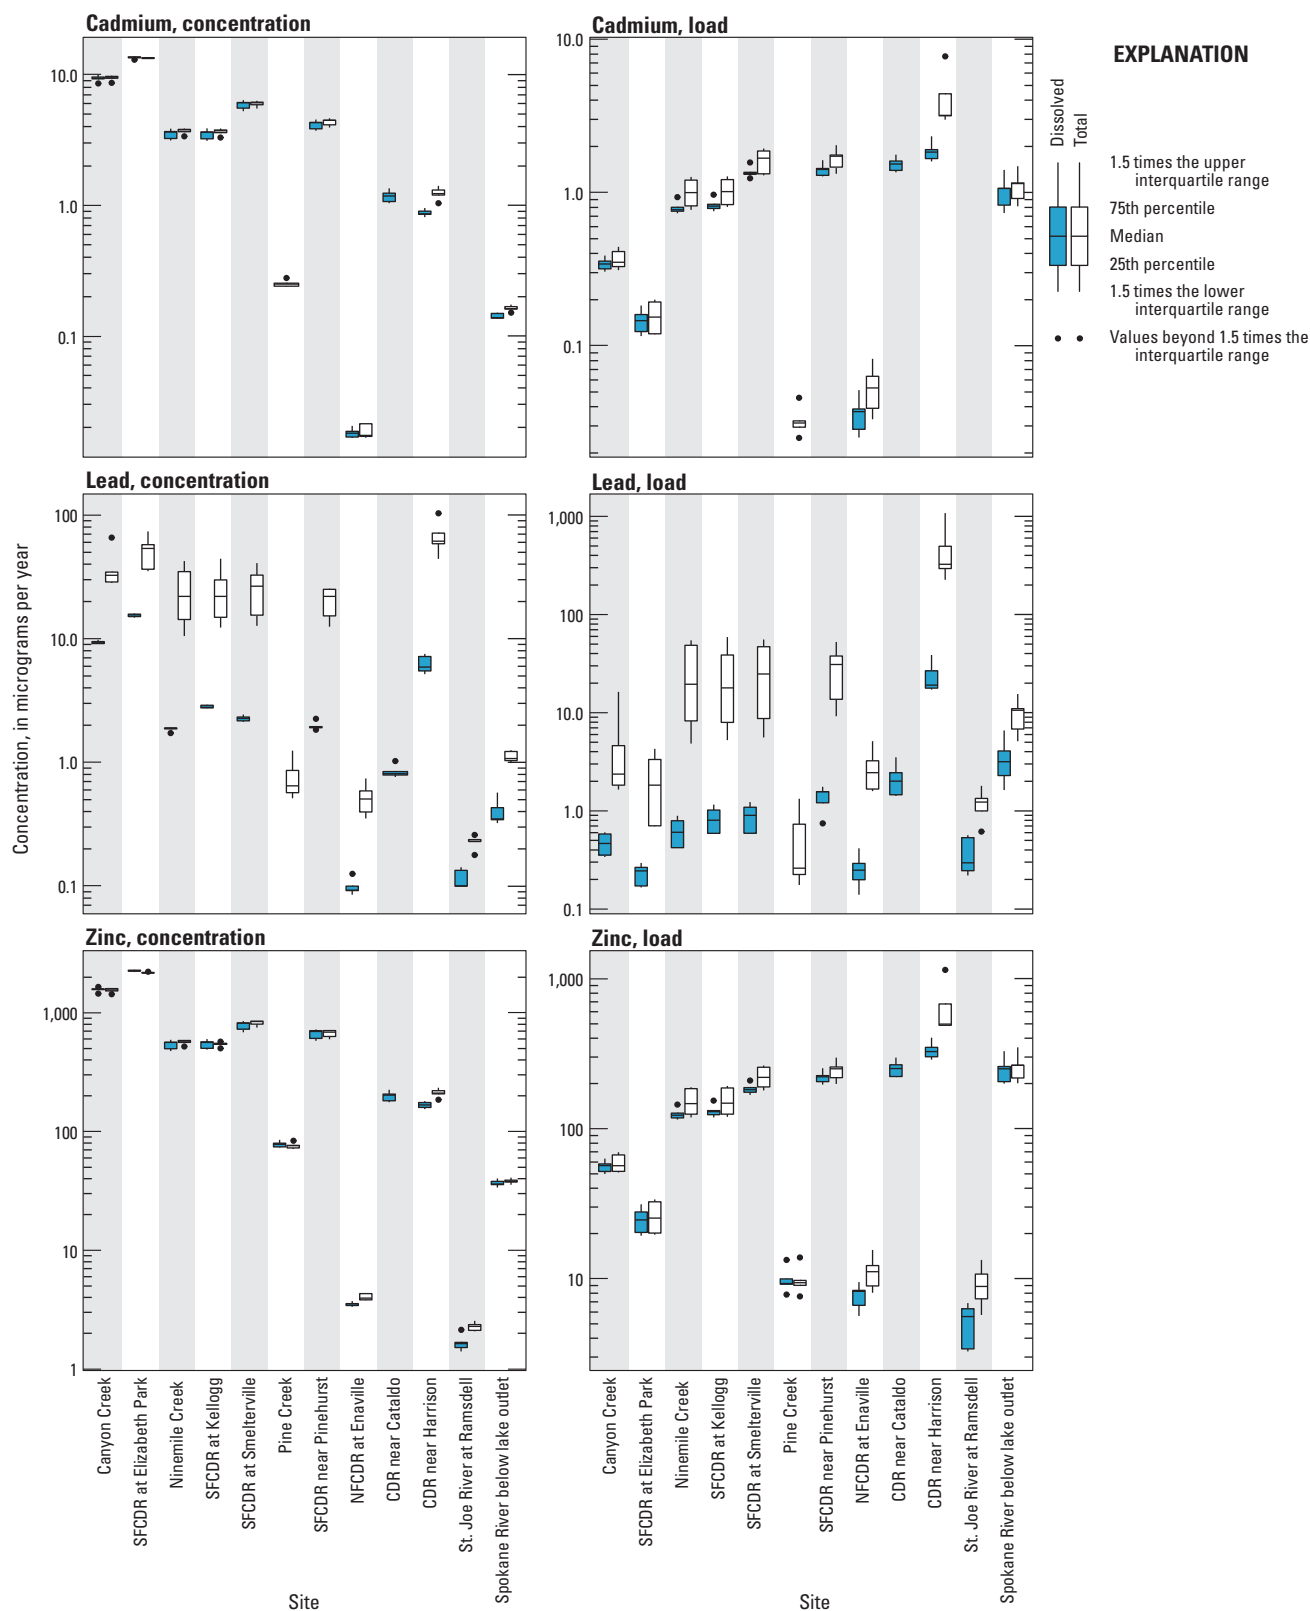 Cadmium, concentration
10.0
1.0
0.1
Cadmium, load
10.0
1.0
0.1
EXPLANATION
Dissolved
Total
1.5 times the upper
interquartile range
75th percentile
Median
25th percentile
1.5 times the lower
interquartile range
Values beyond 1.5 times the
interquartile range
Lead, concentration
100
10.0
1.0
0.1
Lead, load
1,000
100
10.0
1.0
0.1
Concentration, in micrograms per year
Zinc, concentration
1,000
100
10
1
Zinc, load
1,000
100
10
Canyon Creek
SFCDR at Elizabeth Park
Ninemile Creek
SFCDR at Kellogg
SFCDR at Smelterville
Pine Creek
SFCDR near Pinehurst
NFCDR at Enaville
CDR near Cataldo
CDR near Harrison
St. Joe River at Ramsdell
Spokane River below lake outlet
Site
Canyon Creek
SFCDR at Elizabeth Park
Ninemile Creek
SFCDR at Kellogg
SFCDR at Smelterville
Pine Creek
SFCDR near Pinehurst
NFCDR at Enaville
CDR near Cataldo
CDR near Harrison
St. Joe River at Ramsdell
Spokane River below lake outlet
Site